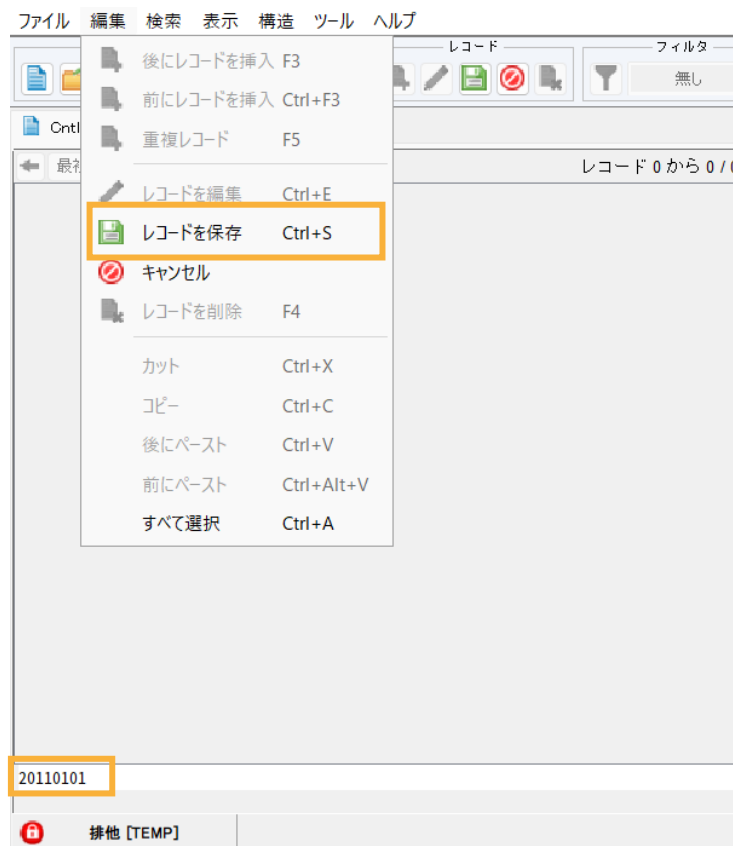 ファイル 編集 検索 表示 構造 ツール ヘルプ
レコード フィルタ
無し
Cntl
最初
レコード 0 から 0 / 0
後にレコードを挿入 F3
前にレコードを挿入 Ctrl+F3
重複レコード F5
レコードを編集 Ctrl+E
レコードを保存 Ctrl+S
キャンセル
レコードを削除 F4
カット Ctrl+X
コピー Ctrl+C
後にペースト Ctrl+V
前にペースト Ctrl+Alt+V
すべて選択 Ctrl+A
20110101
排他 [TEMP]